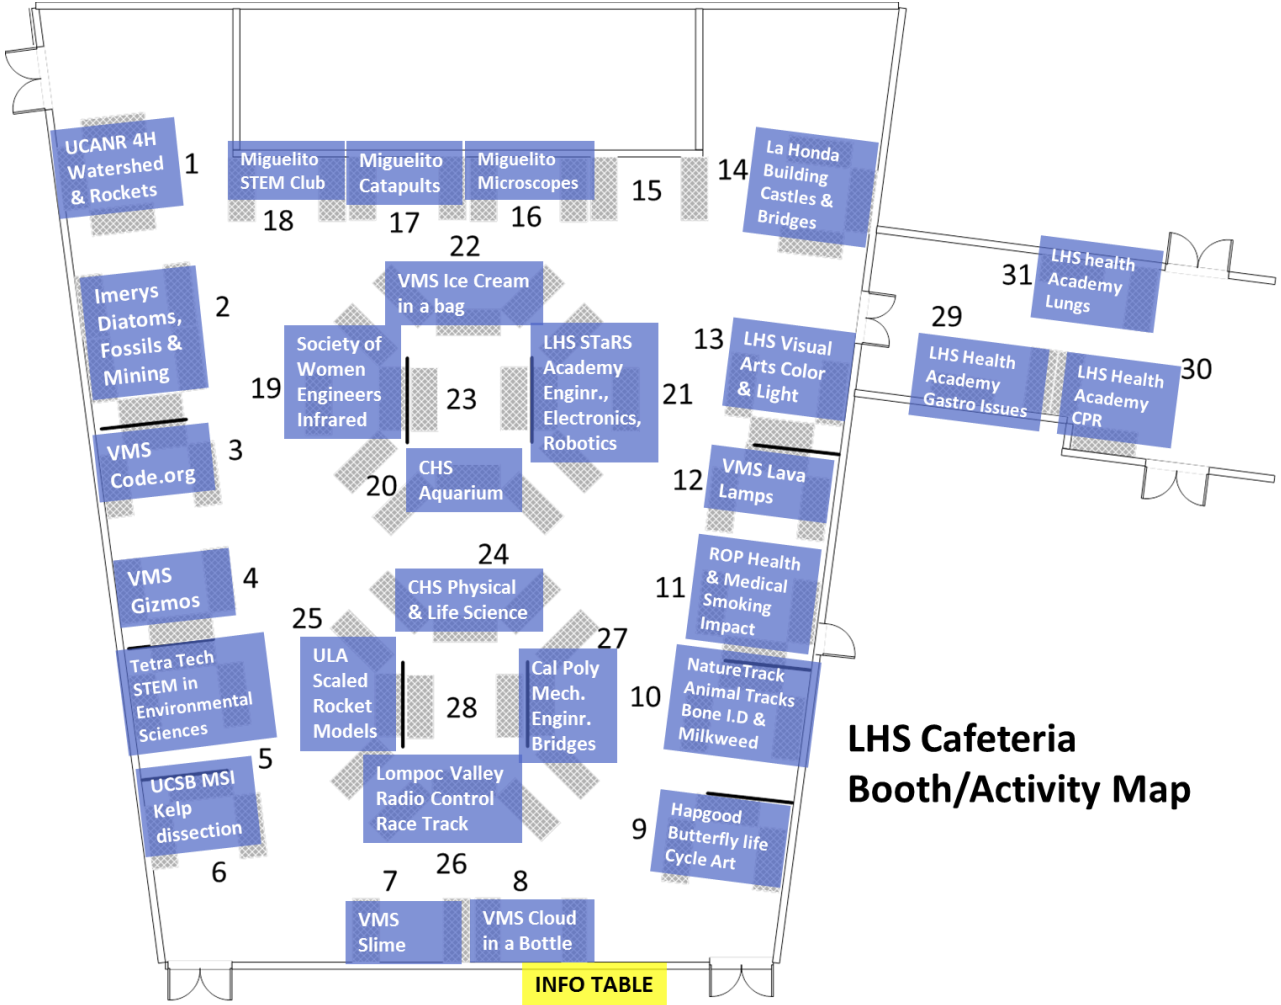 UCANR 4H
Watershed
& Rockets
1
Miguelito
STEM Club
18
Miguelito
Catapults
17
Miguelito
Microscopes
16
15
14
La Honda
Building
Castles &
Bridges
Imerys
Diatoms,
Fossils &
Mining
2
VMS
Code.org
3
22
VMS Ice Cream
in a bag
19
Society of
Women
Engineers
Infrared
23
LHS STaRS
Academy
Enginr.,
Electronics,
Robotics
21
20
CHS
Aquarium
13
LHS Visual
Arts Color
& Light
31
LHS health
Academy
Lungs
29
LHS Health
Academy
Gastro Issues
30
LHS Health
Academy
CPR
12
VMS Lava
Lamps
VMS
Gizmos
4
24
CHS Physical
& Life Science
11
ROP Health
& Medical
Smoking
Impact
Tetra Tech
STEM in
Environmental
Sciences
5
25
ULA
Scaled
Rocket
Models
28
27
Cal Poly
Mech.
Enginr.
Bridges
10
NatureTrack
Animal Tracks
Bone I.D &
Milkweed
UCSB MSI
Kelp
dissection
6
Lompoc Valley
Radio Control
Race Track
26
9
Hapgood
Butterfly life
Cycle Art
LHS Cafeteria
Booth/Activity Map
7
VMS
Slime
8
VMS Cloud
in a Bottle
INFO TABLE